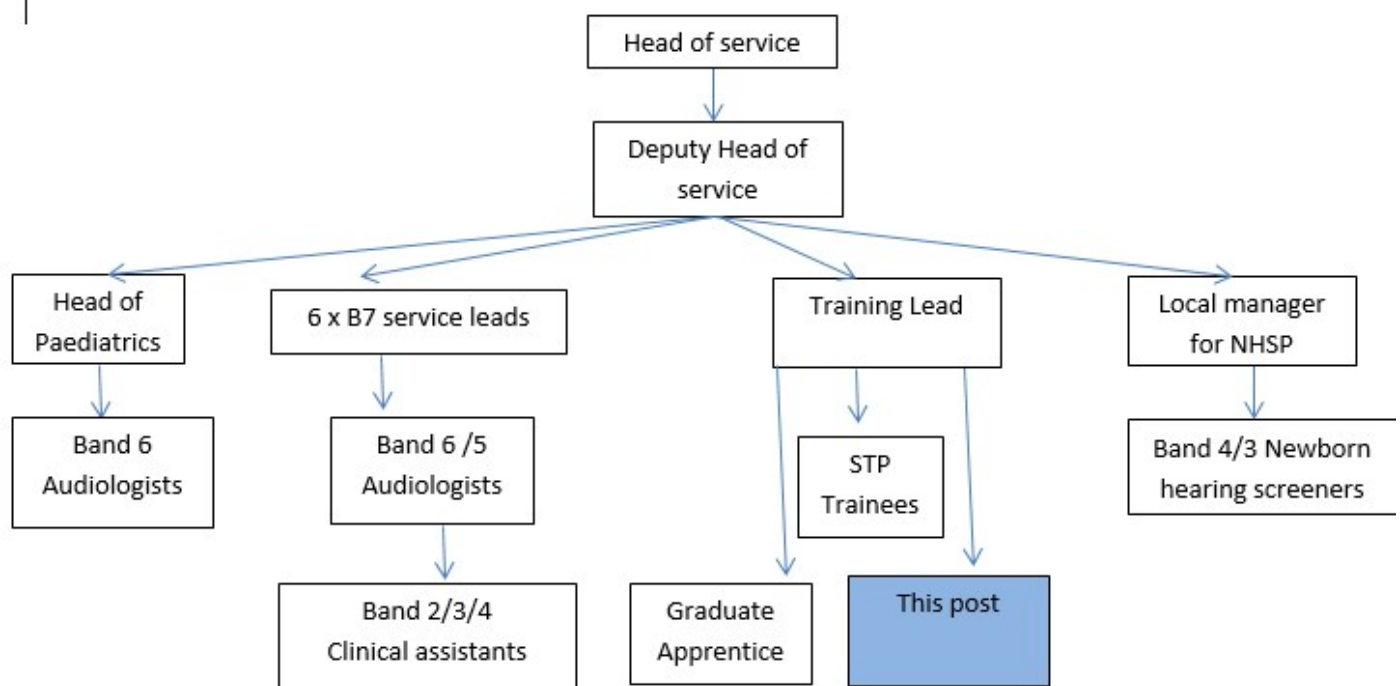 Head of service
Deputy Head of
service
Head of
Paediatrics
6 x B7 service leads
Training Lead
Local manager
for NHSP
Band 6
Audiologists
Band 6 /5
Audiologists
STP
Trainees
Band 4/3 Newborn
hearing screeners
Band 2/3/4
Clinical assistants
Graduate
Apprentice
This post